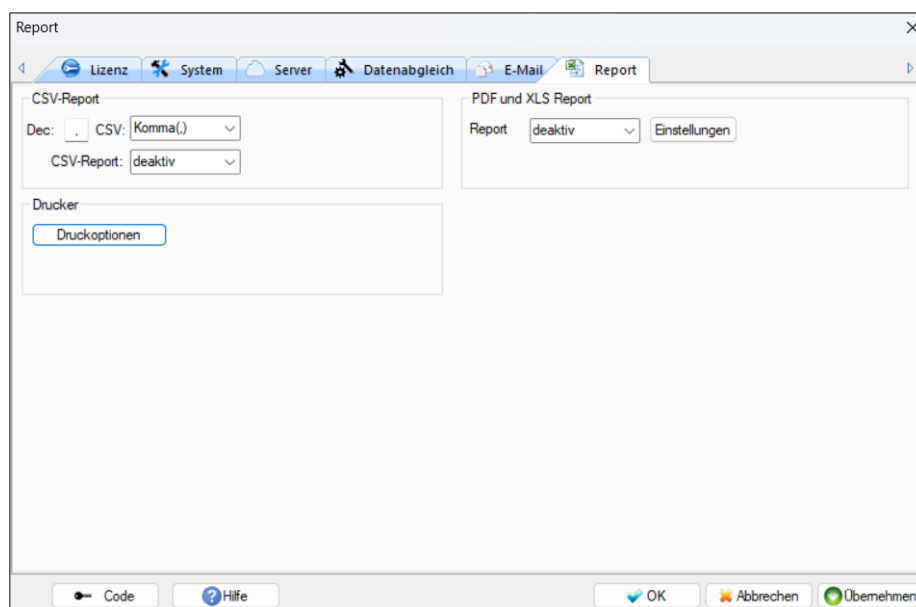 Report
Lizenz System Server Datenabgleich E-Mail Report
CSV-Report
PDF und XLS Report
Dec: . CSV: Komma(,)
Report deaktiv Einstellungen
CSV-Report: deaktiv
Drucker
Druckoptionen
Code Hilfe OK Abbrechen Übernehmen